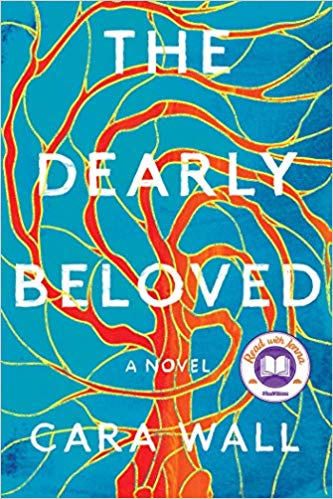 THE
DEARLY
BELOVED
A NOVEL
Read with Jenna
CARA WALL